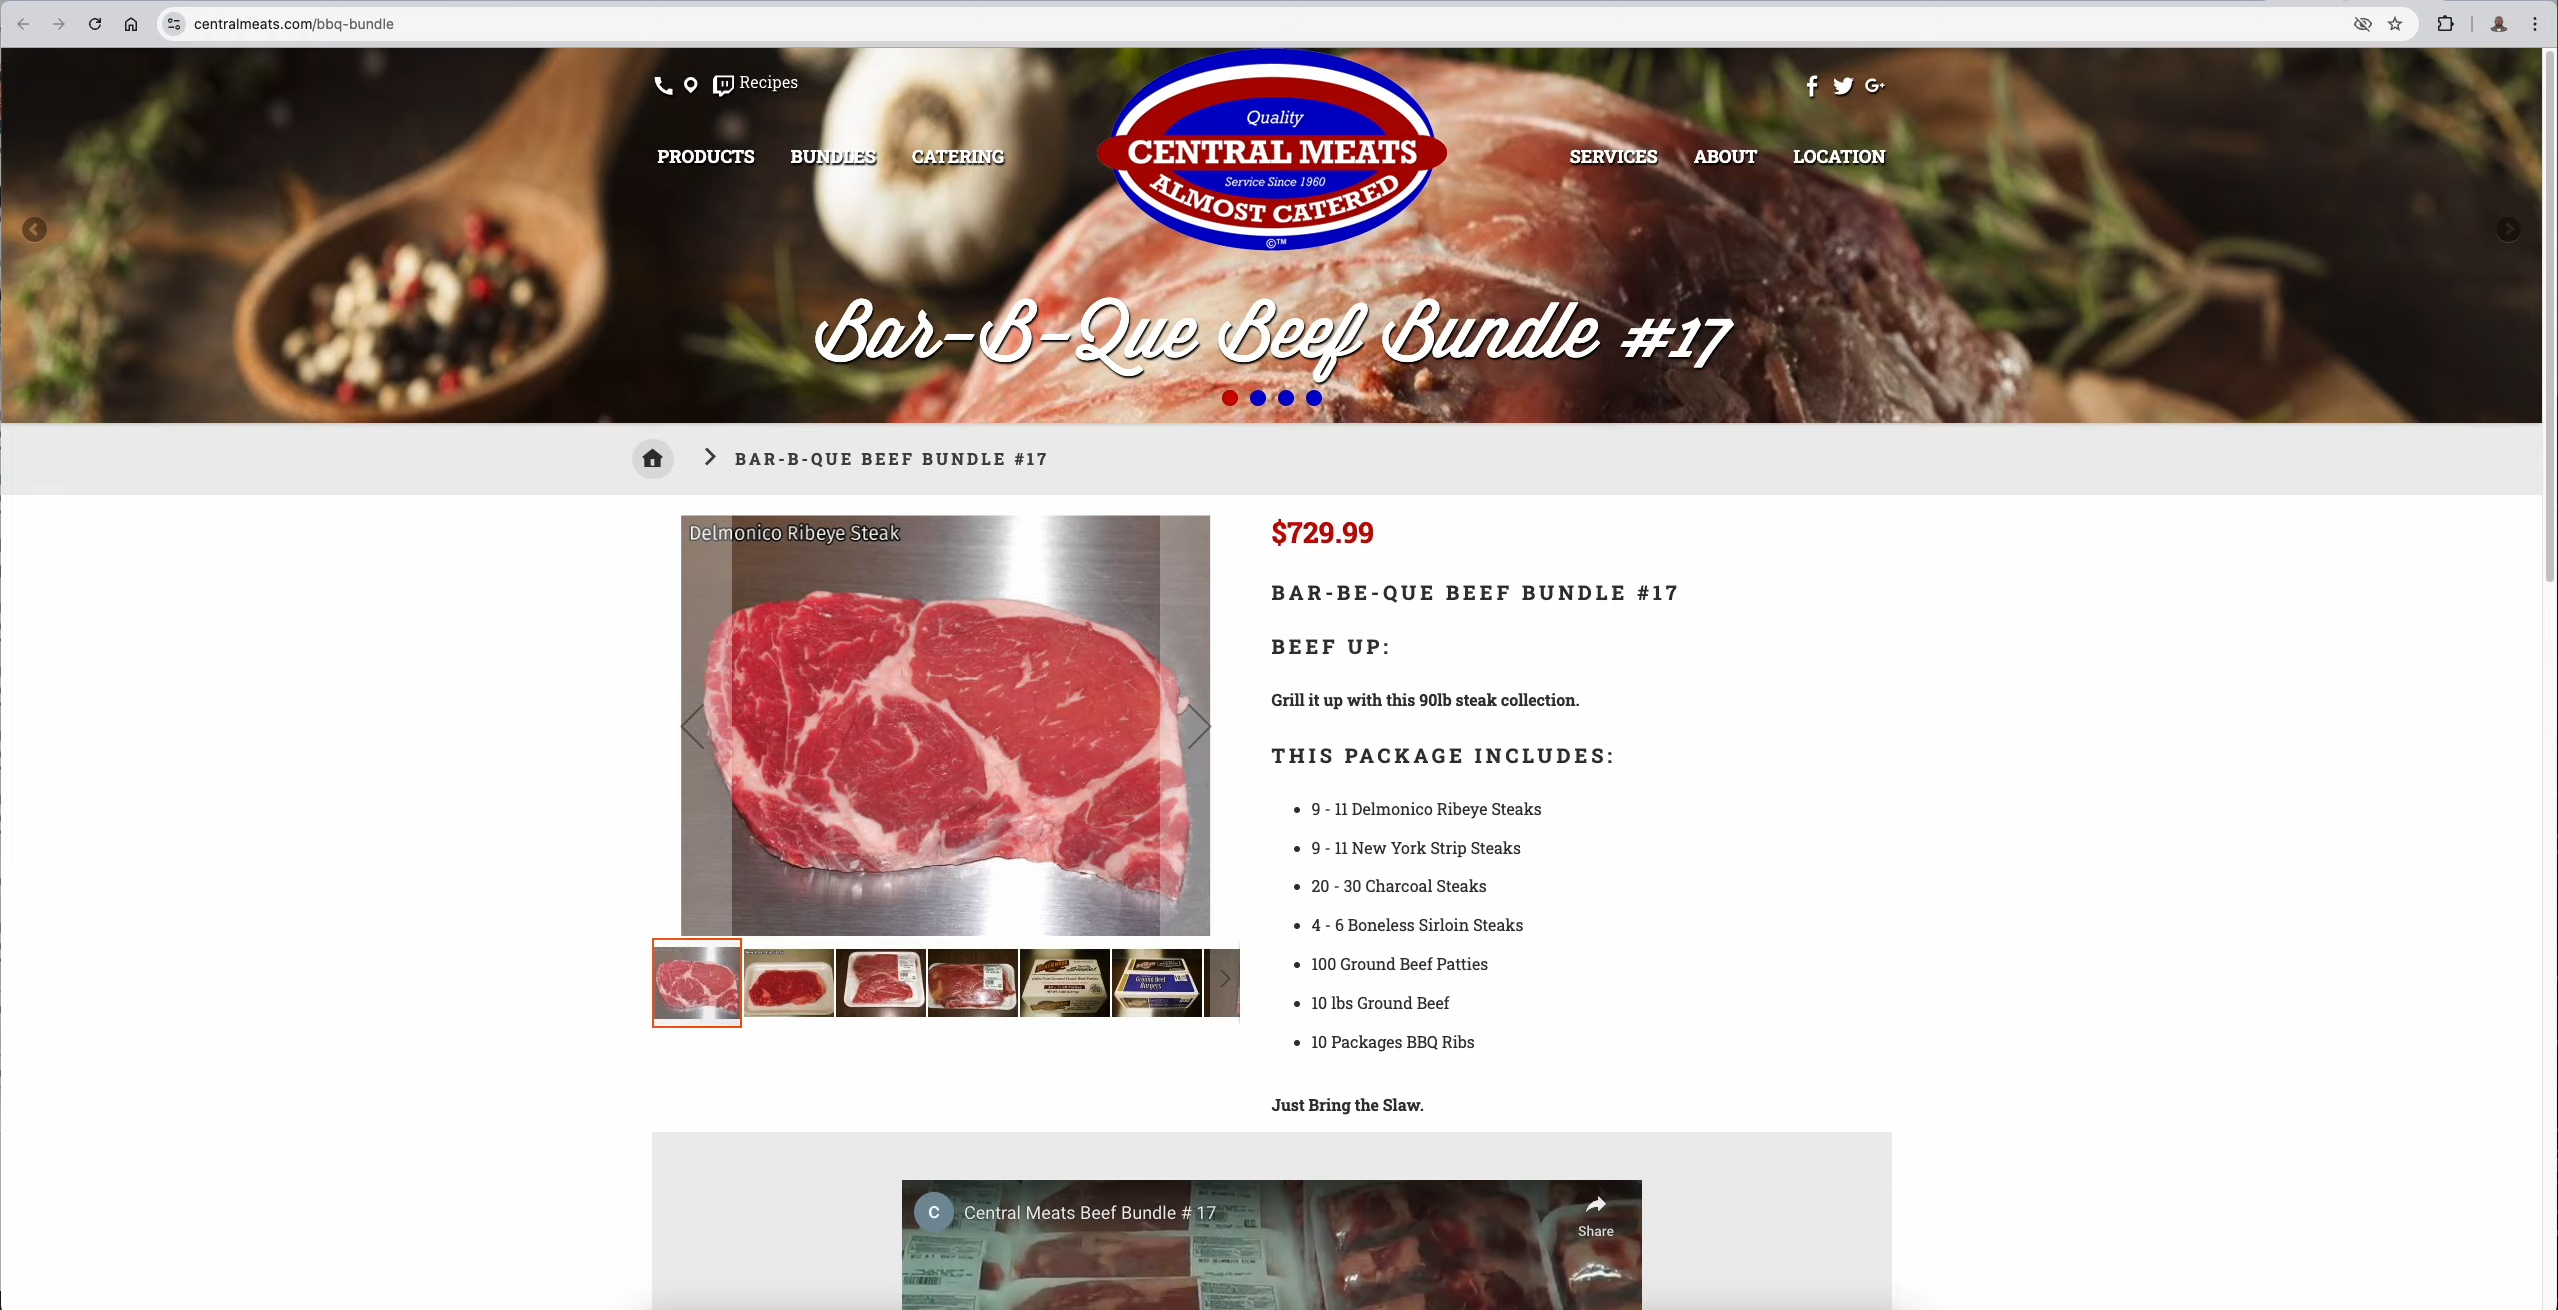 centralmeats.com/bbq-bundle
Recipes
PRODUCTS BUNDLES CATERING
Quality
CENTRAL MEATS
Service Since 1960
ALMOST CATERED
©™
G+
SERVICES ABOUT LOCATION
Bar-B-Que Beef Bundle #17
BAR-B-QUE BEEF BUNDLE #17
Delmonico Ribeye Steak
$729.99
BAR-BE-QUE BEEF BUNDLE #17
BEEF UP:
Grill it up with this 90lb steak collection.
THIS PACKAGE INCLUDES:
• 9 - 11 Delmonico Ribeye Steaks
• 9 - 11 New York Strip Steaks
• 20 - 30 Charcoal Steaks
• 4 - 6 Boneless Sirloin Steaks
• 100 Ground Beef Patties
• 10 lbs Ground Beef
• 10 Packages BBQ Ribs
Just Bring the Slaw.
Ground Beef
Burgers
C Central Meats Beef Bundle # 17
Share